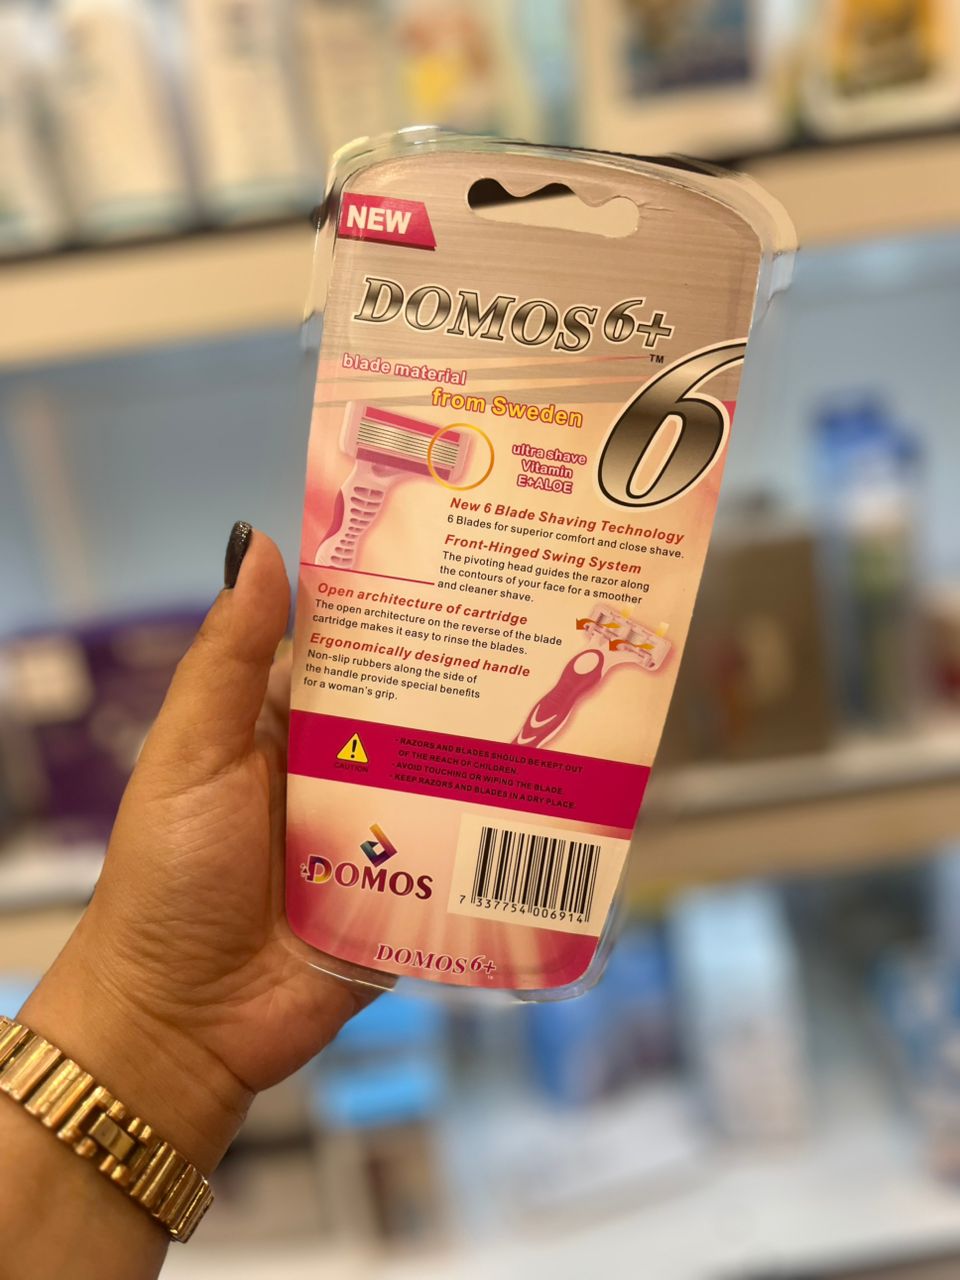 NEW
DOMOS 6+
TM
blade material
from Sweden
6
ultra shave
Vitamin
E+ALOE
New 6 Blade Shaving Technology
6 Blades for superior comfort and close shave.
Front-Hinged Swing System
The pivoting head guides the razor along
the contours of your face for a smoother
and cleaner shave.
Open architecture of cartridge
The open architecture on the reverse of the blade
cartridge makes it easy to rinse the blades.
Ergonomically designed handle
Non-slip rubbers along the side of
the handle provide special benefits
for a woman's grip.
CAUTION
- RAZORS AND BLADES SHOULD BE KEPT OUT
OF THE REACH OF CHILDREN.
- AVOID TOUCHING OR WIPING THE BLADE.
- KEEP RAZORS AND BLADES IN A DRY PLACE.
DOMOS
7 337754 006914
DOMOS 6+